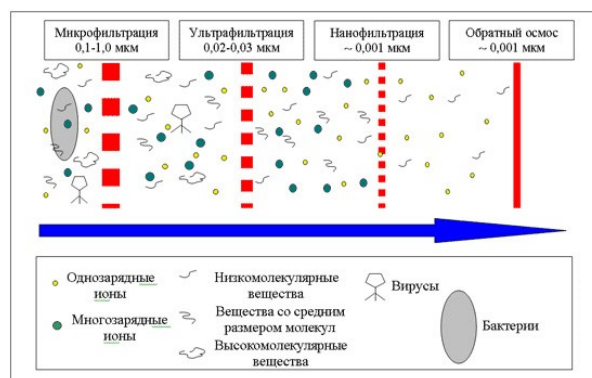 Микрофильтрация
0,1-1,0 мкм
Ультрафильтрация
0,02-0,03 мкм
Нанофильтрация
~ 0,001 мкм
Обратный осмос
~ 0,001 мкм
Однозарядные
ионы
Многозарядные
ионы
Низкомолекулярные
вещества
Вещества со средним
размером молекул
Высокомолекулярные
вещества
Вирусы
Бактерии